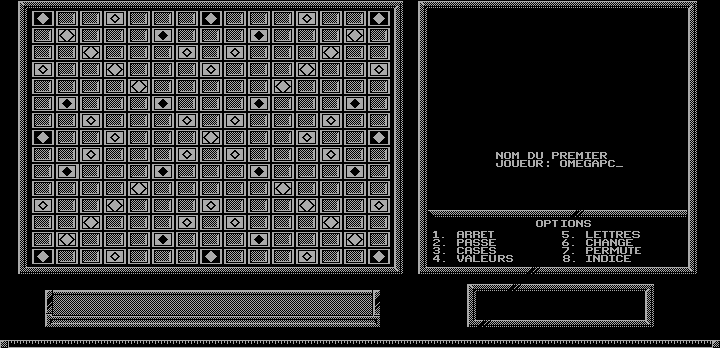 NOM DU PREMIER
JOUEUR: OMEGAPC_
OPTIONS
1. ARRET 5. LETTRES
2. PASSE 6. CHANGE
3. CASES 7. PERMUTE
4. VALEURS 8. INDICE